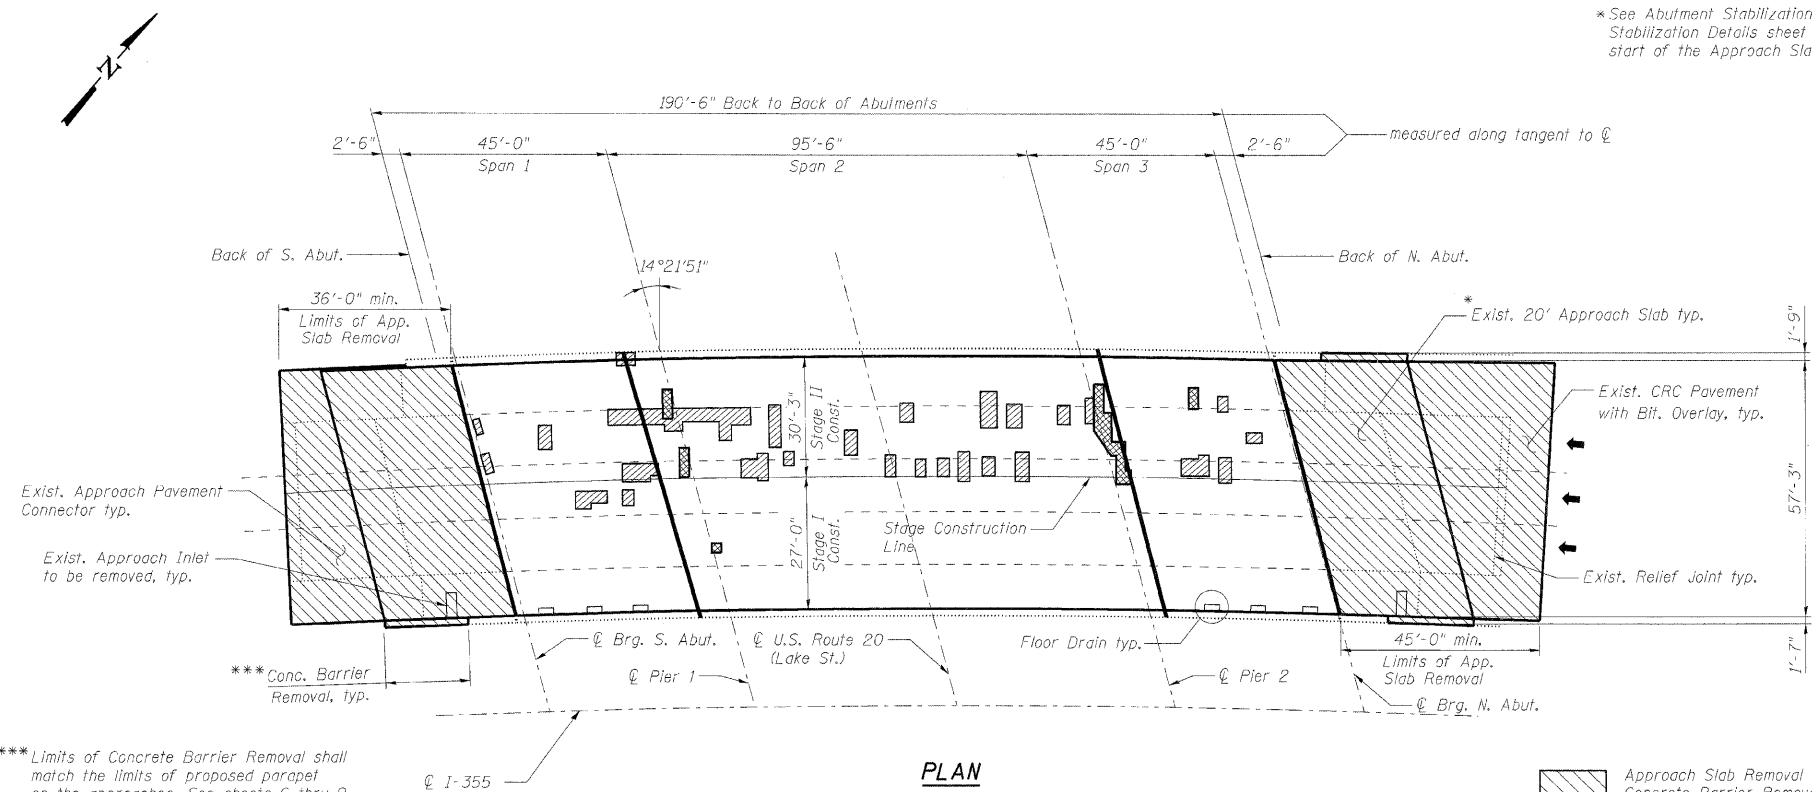 * See Abutment Stabilization
Stabilization Details sheet
start of the Approach Sla
N
190'-6" Back to Back of Abutments
measured along tangent to ℄
2'-6"
45'-0"
95'-6"
45'-0"
2'-6"
Span 1
Span 2
Span 3
Back of S. Abut.
14°21'51"
Back of N. Abut.
36'-0" min.
Limits of App.
Slab Removal
*
Exist. 20' Approach Slab typ.
1'-9"
Exist. CRC Pavement
with Bit. Overlay, typ.
30'-3"
Stage II
Const.
57'-3"
Exist. Approach Pavement
Connector typ.
Stage Construction
Line
27'-0"
Stage I
Const.
Exist. Approach Inlet
to be removed, typ.
Exist. Relief Joint typ.
℄ Brg. S. Abut.
℄ U.S. Route 20
(Lake St.)
Floor Drain typ.
45'-0" min.
Limits of App.
Slab Removal
1'-7"
*** Conc. Barrier
Removal, typ.
℄ Pier 1
℄ Pier 2
℄ Brg. N. Abut.
*** Limits of Concrete Barrier Removal shall
match the limits of proposed parapet
℄ I-355
PLAN
Approach Slab Removal